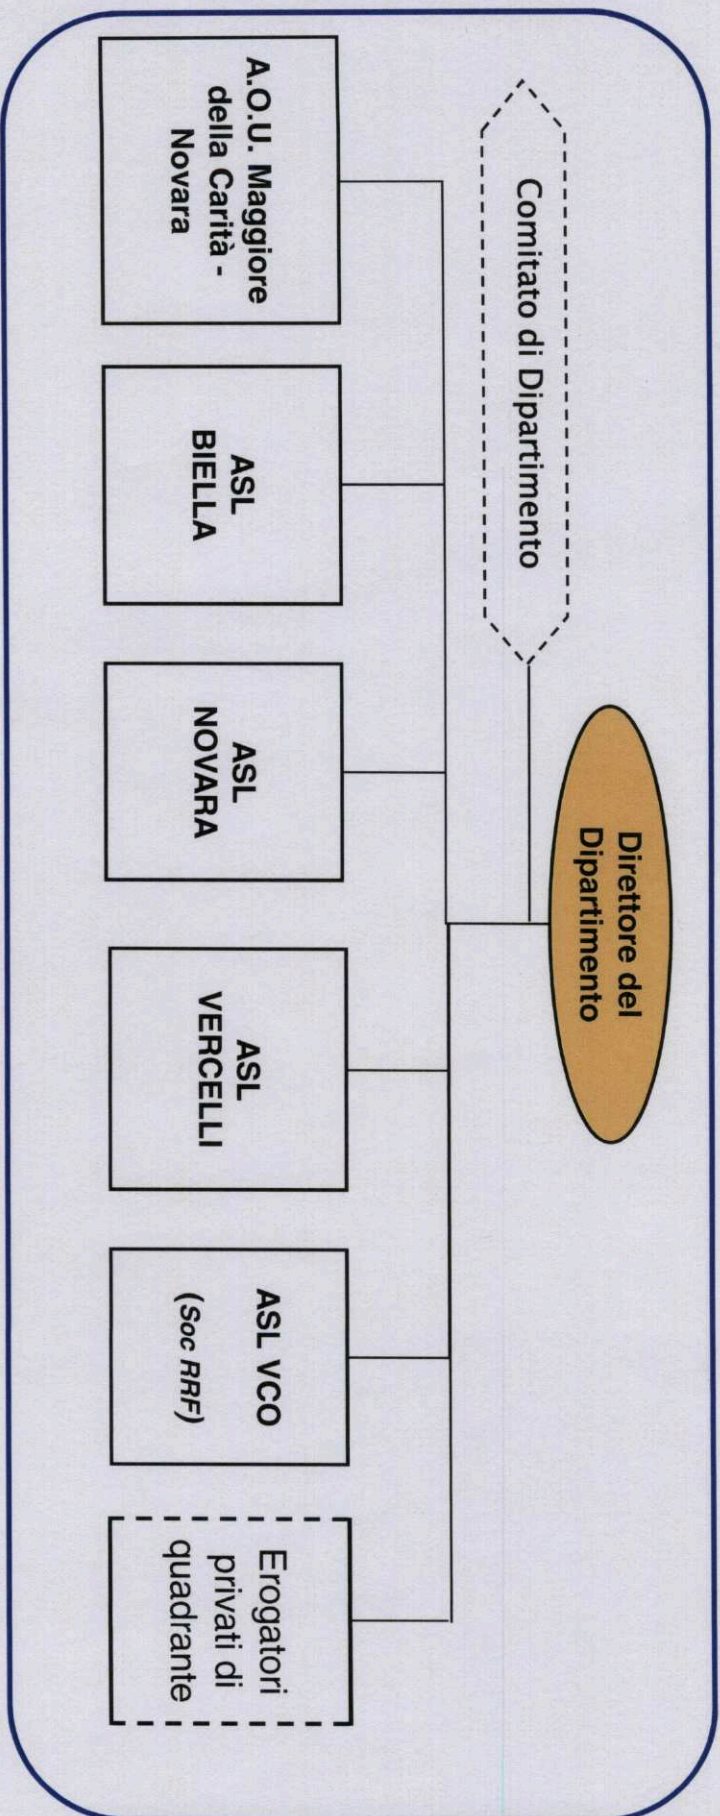 Direttore del
Dipartimento
Comitato di Dipartimento
A.O.U. Maggiore
della Carità -
Novara
ASL
BIELLA
ASL
NOVARA
ASL
VERCELLI
ASL VCO
(Soc RRF)
Erogatori
privati di
quadrante